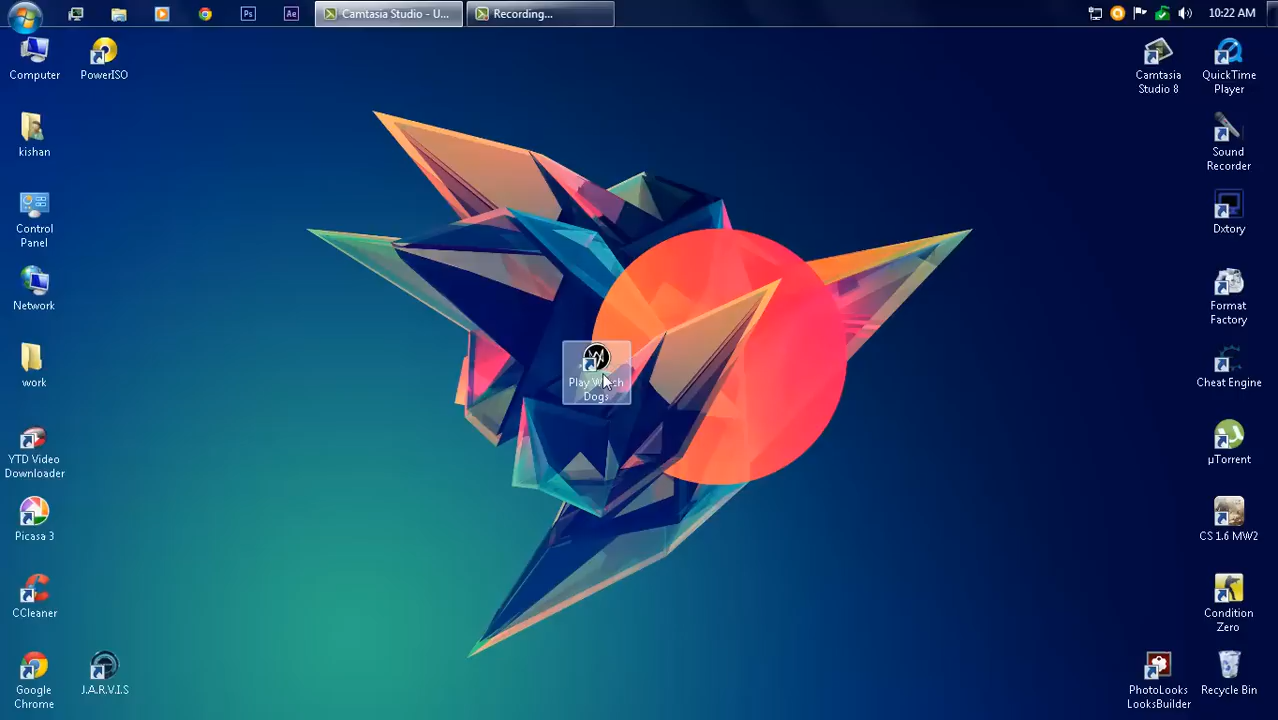 Ps
Ae
Camtasia Studio - U...
Recording...
10:22 AM
Computer
PowerISO
Camtasia
Studio 8
QuickTime
Player
kishan
Sound
Recorder
Control
Panel
Dxtory
Network
Format
Factory
work
Play Watch
Dogs
Cheat Engine
YTD Video
Downloader
µTorrent
Picasa 3
CS 1.6 MW2
CCleaner
Condition
Zero
Google
Chrome
J.A.R.V.I.S
PhotoLooks
LooksBuilder
Recycle Bin